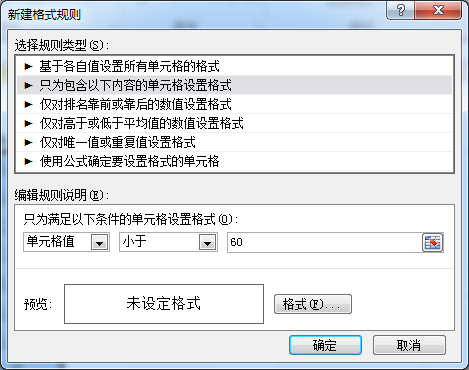 新建格式规则
选择规则类型(S):
► 基于各自值设置所有单元格的格式
► 只为包含以下内容的单元格设置格式
► 仅对排名靠前或靠后的数值设置格式
► 仅对高于或低于平均值的数值设置格式
► 仅对唯一值或重复值设置格式
► 使用公式确定要设置格式的单元格
编辑规则说明(E):
只为满足以下条件的单元格设置格式(O):
单元格值 小于 60
预览: 未设定格式 格式(F)...
确定 取消